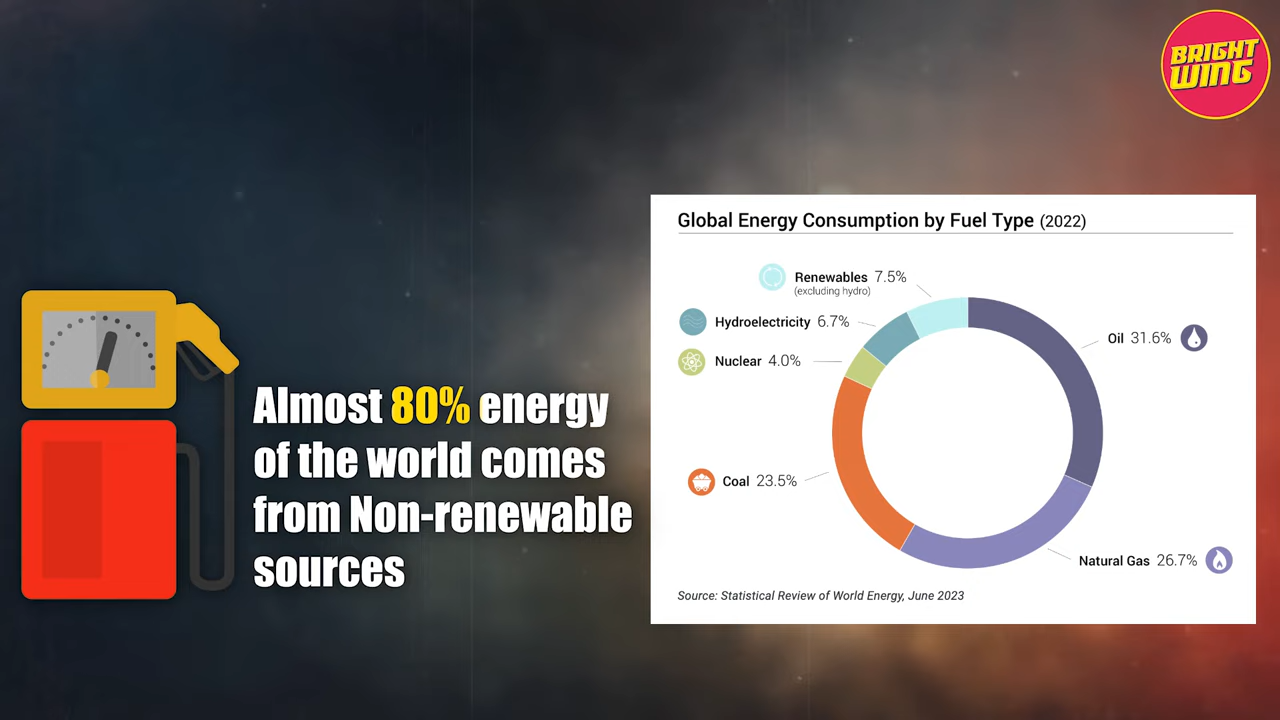 BRIGHT
WING
Almost 80% energy
of the world comes
from Non-renewable
sources
Global Energy Consumption by Fuel Type (2022)
Renewables 7.5%
(excluding hydro)
Hydroelectricity 6.7%
Nuclear 4.0%
Oil 31.6%
Coal 23.5%
Natural Gas 26.7%
Source: Statistical Review of World Energy, June 2023